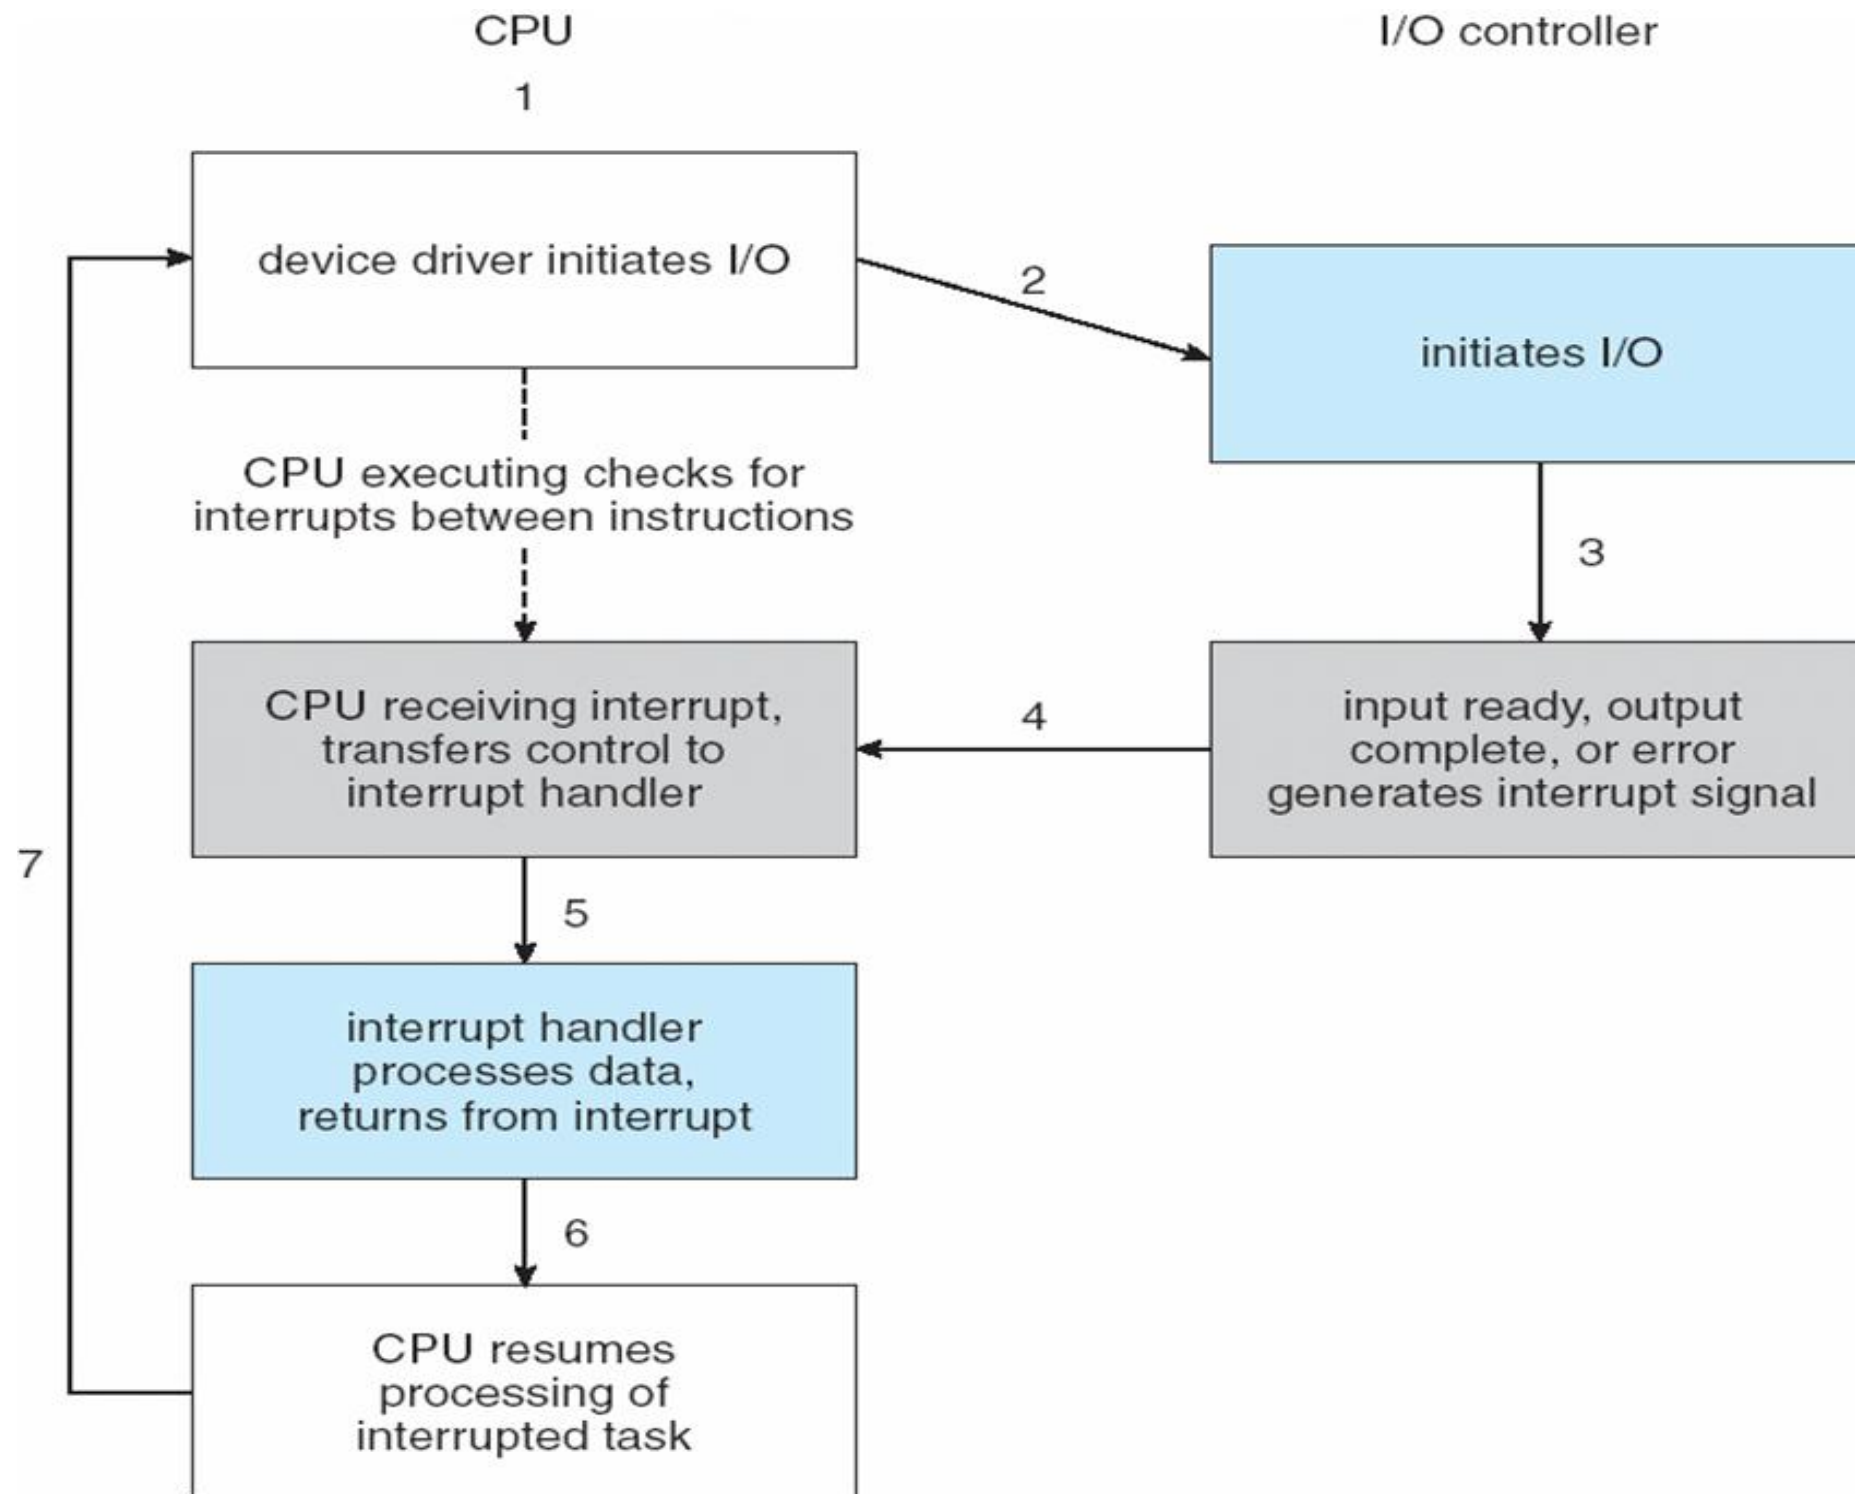 CPU
I/O controller
1
device driver initiates I/O
2
initiates I/O
CPU executing checks for
interrupts between instructions
3
CPU receiving interrupt,
transfers control to
interrupt handler
4
input ready, output
complete, or error
generates interrupt signal
7
5
interrupt handler
processes data,
returns from interrupt
6
CPU resumes
processing of
interrupted task